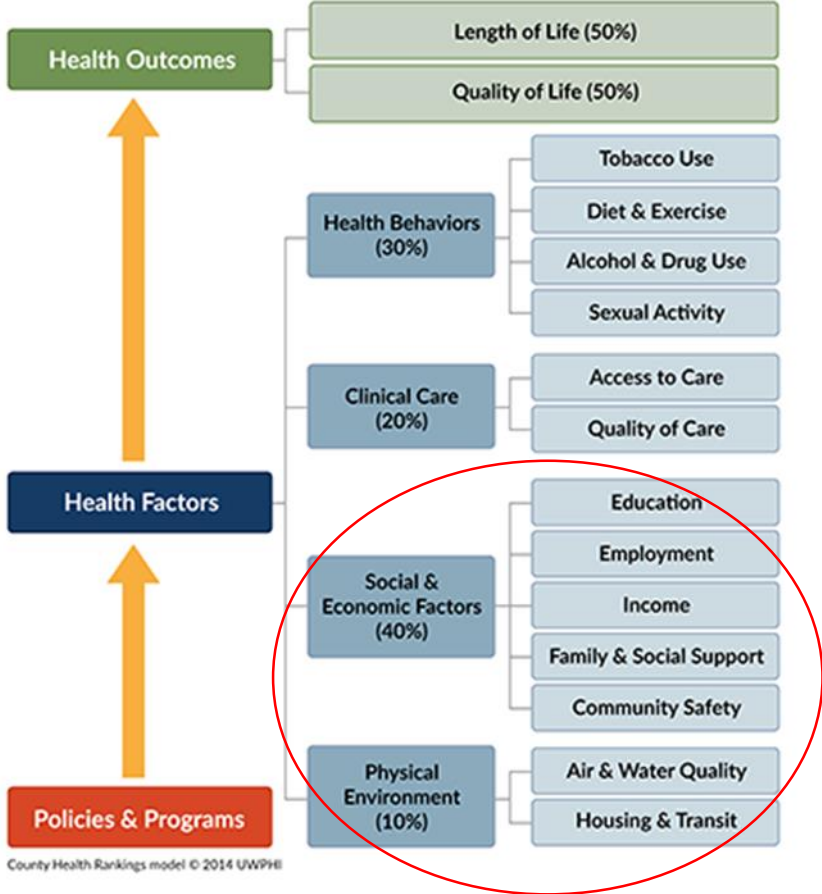 Health Outcomes
Length of Life (50%)
Quality of Life (50%)
Health Behaviors
(30%)
Tobacco Use
Diet & Exercise
Alcohol & Drug Use
Sexual Activity
Clinical Care
(20%)
Access to Care
Quality of Care
Health Factors
Social &
Economic Factors
(40%)
Education
Employment
Income
Family & Social Support
Community Safety
Physical
Environment
(10%)
Air & Water Quality
Housing & Transit
Policies & Programs
County Health Rankings model © 2014 UWPHI